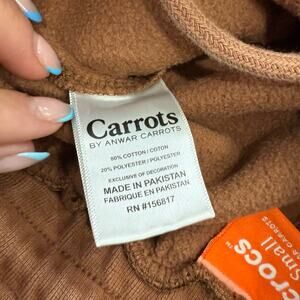 Carrots
BY ANWAR CARROTS
80% COTTON / COTON
20% POLYESTER / POLYESTER
EXCLUSIVE OF DECORATION
MADE IN PAKISTAN
FABRIQUE EN PAKISTAN
RN #156817
Small
crocs